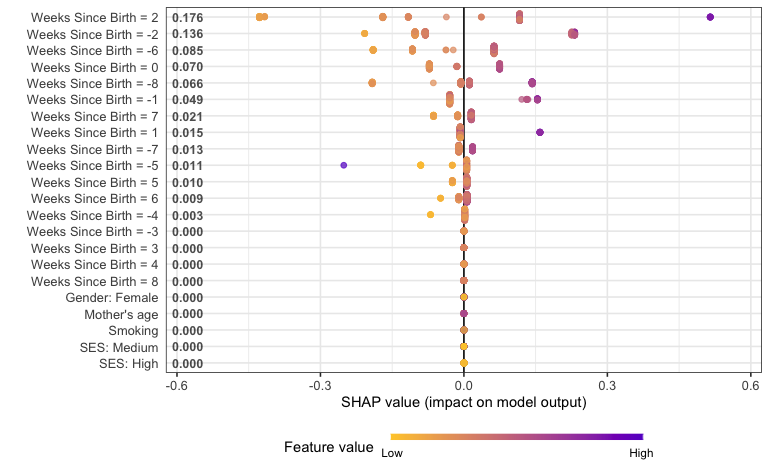 Weeks Since Birth = 2 0.176
Weeks Since Birth = -2 0.136
Weeks Since Birth = -6 0.085
Weeks Since Birth = 0 0.070
Weeks Since Birth = -8 0.066
Weeks Since Birth = -1 0.049
Weeks Since Birth = 7 0.021
Weeks Since Birth = 1 0.015
Weeks Since Birth = -7 0.013
Weeks Since Birth = -5 0.011
Weeks Since Birth = 5 0.010
Weeks Since Birth = 6 0.009
Weeks Since Birth = -4 0.003
Weeks Since Birth = -3 0.000
Weeks Since Birth = 3 0.000
Weeks Since Birth = 4 0.000
Weeks Since Birth = 8 0.000
Gender: Female 0.000
Mother's age 0.000
Smoking 0.000
SES: Medium 0.000
SES: High 0.000
-0.6 -0.3 0.0 0.3 0.6
SHAP value (impact on model output)
Feature value
Low High